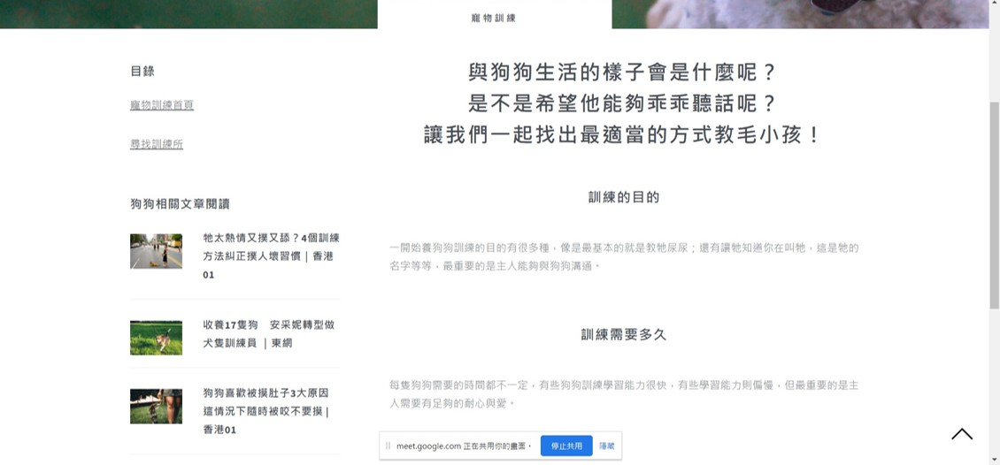 寵物訓練
目錄
寵物訓練首頁
尋找訓練所
狗狗相關文章閱讀
牠太熱情又撲又舔？4個訓練
方法糾正撲人壞習慣｜香港
01
收養17隻狗　安采妮轉型做
犬隻訓練員 ｜東網
狗狗喜歡被摸肚子3大原因
這情況下隨時被咬不要摸 |
香港01
與狗狗生活的樣子會是什麼呢？
是不是希望他能夠乖乖聽話呢？
讓我們一起找出最適當的方式教毛小孩！
訓練的目的
一開始養狗狗訓練的目的有很多種，像是最基本的就是教牠尿尿；還有讓牠知道你在叫牠，這是牠的
名字等等，最重要的是主人能夠與狗狗溝通。
訓練需要多久
每隻狗狗需要的時間都不一定，有些狗狗訓練學習能力很快，有些學習能力則偏慢，但最重要的是主
人需要有足夠的耐心與愛。
meet.google.com 正在共用你的畫面。
停止共用
隱藏